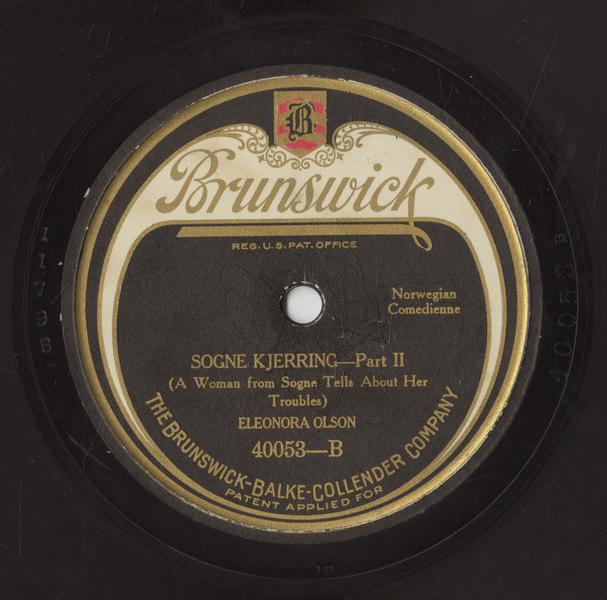 B
Brunswick
REG. U.S. PAT. OFFICE
Norwegian
Comedienne
SOGNE KJERRING—Part II
(A Woman from Sogne Tells About Her
Troubles)
ELEONORA OLSON
40053—B
THE BRUNSWICK-BALKE-COLLENDER COMPANY
PATENT APPLIED FOR
40053 B